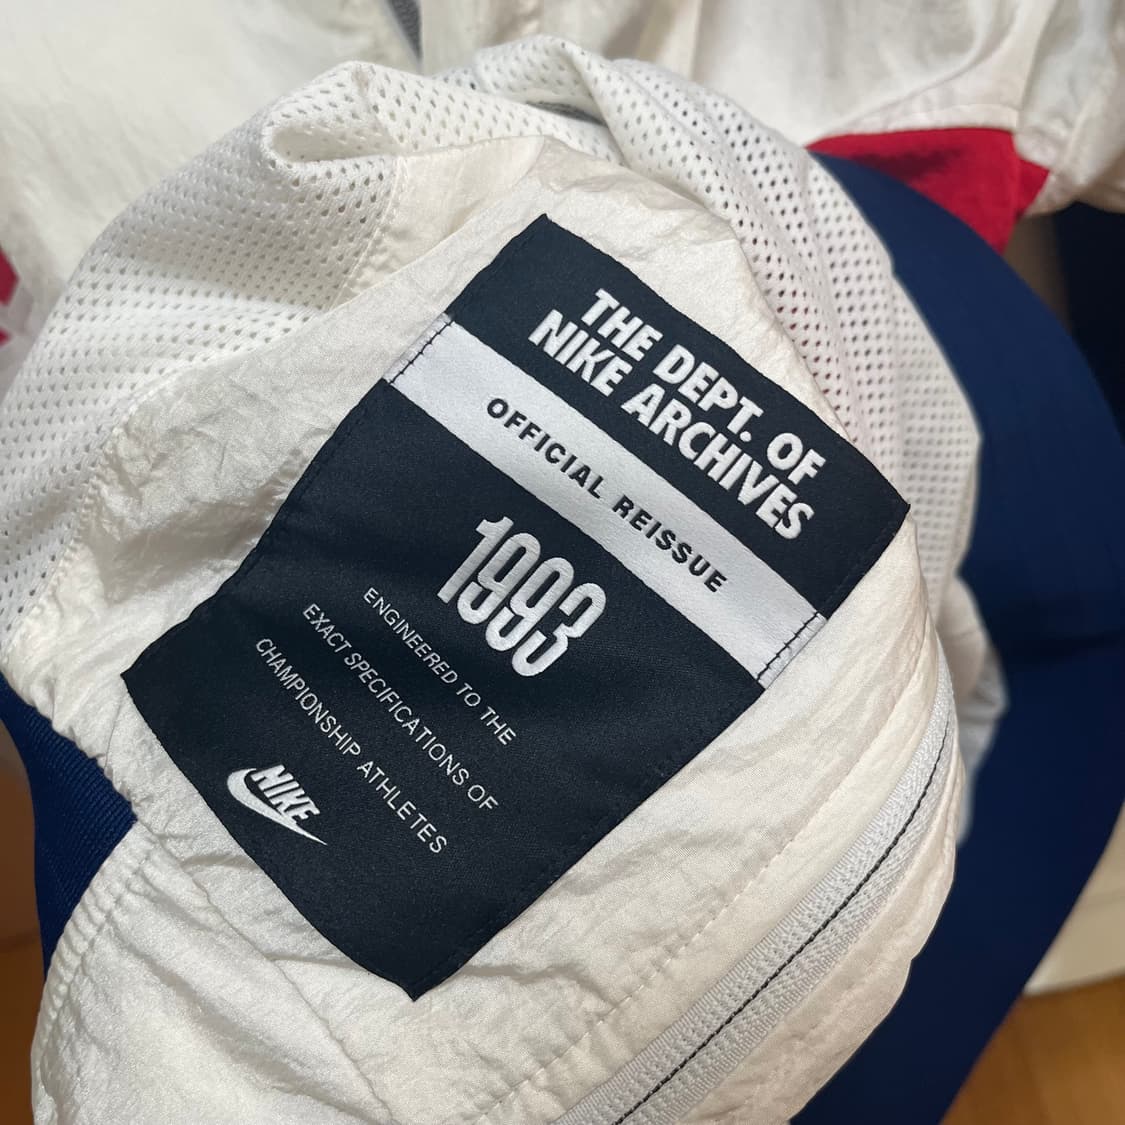 THE DEPT. OF
NIKE ARCHIVES
OFFICIAL REISSUE
1993
ENGINEERED TO THE
EXACT SPECIFICATIONS OF
CHAMPIONSHIP ATHLETES
NIKE